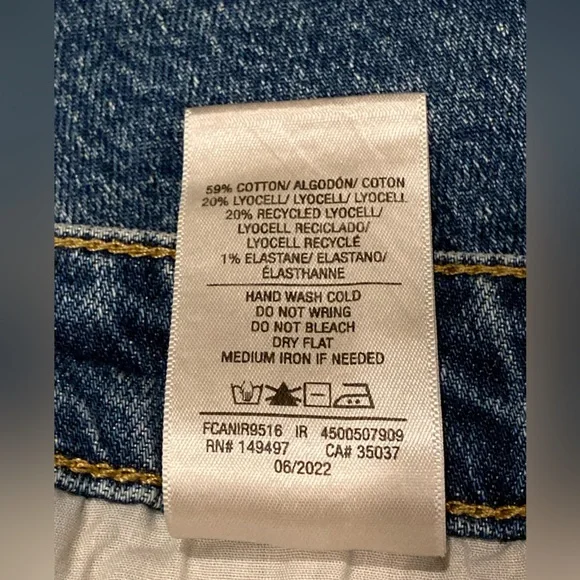 59% COTTON/ ALGODÓN/ COTON
20% LYOCELL/ LYOCELL/ LYOCELL
20% RECYCLED LYOCELL/
LYOCELL RECICLADO/
LYOCELL RECYCLÉ
1% ELASTANE/ ELASTANO/
ÉLASTHANNE
HAND WASH COLD
DO NOT WRING
DO NOT BLEACH
DRY FLAT
MEDIUM IRON IF NEEDED
FCANIR9516 IR 4500507909
RN# 149497 CA# 35037
06/2022